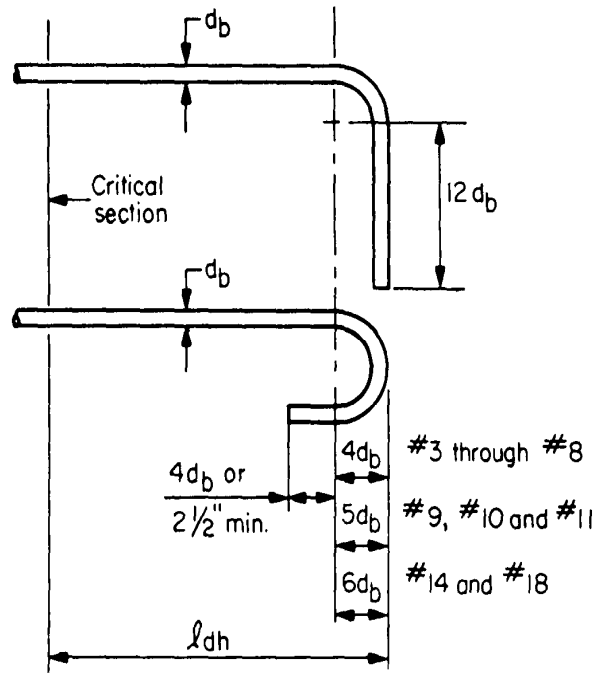 d_b
Critical
section
12 d_b
d_b
4d_b #3 through #8
4d_b or
2 1/2" min.
5d_b #9, #10 and #11
6d_b #14 and #18
ℓdh